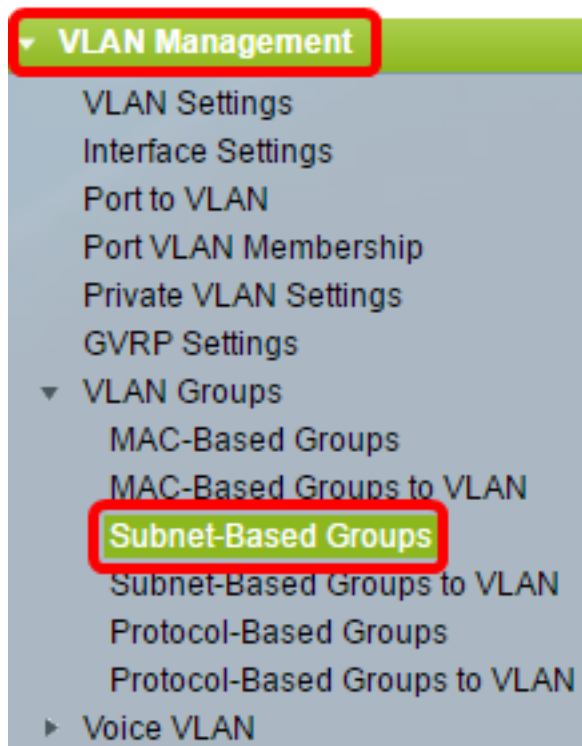 VLAN Management
VLAN Settings
Interface Settings
Port to VLAN
Port VLAN Membership
Private VLAN Settings
GVRP Settings
VLAN Groups
MAC-Based Groups
MAC-Based Groups to VLAN
Subnet-Based Groups
Subnet-Based Groups to VLAN
Protocol-Based Groups
Protocol-Based Groups to VLAN
Voice VLAN